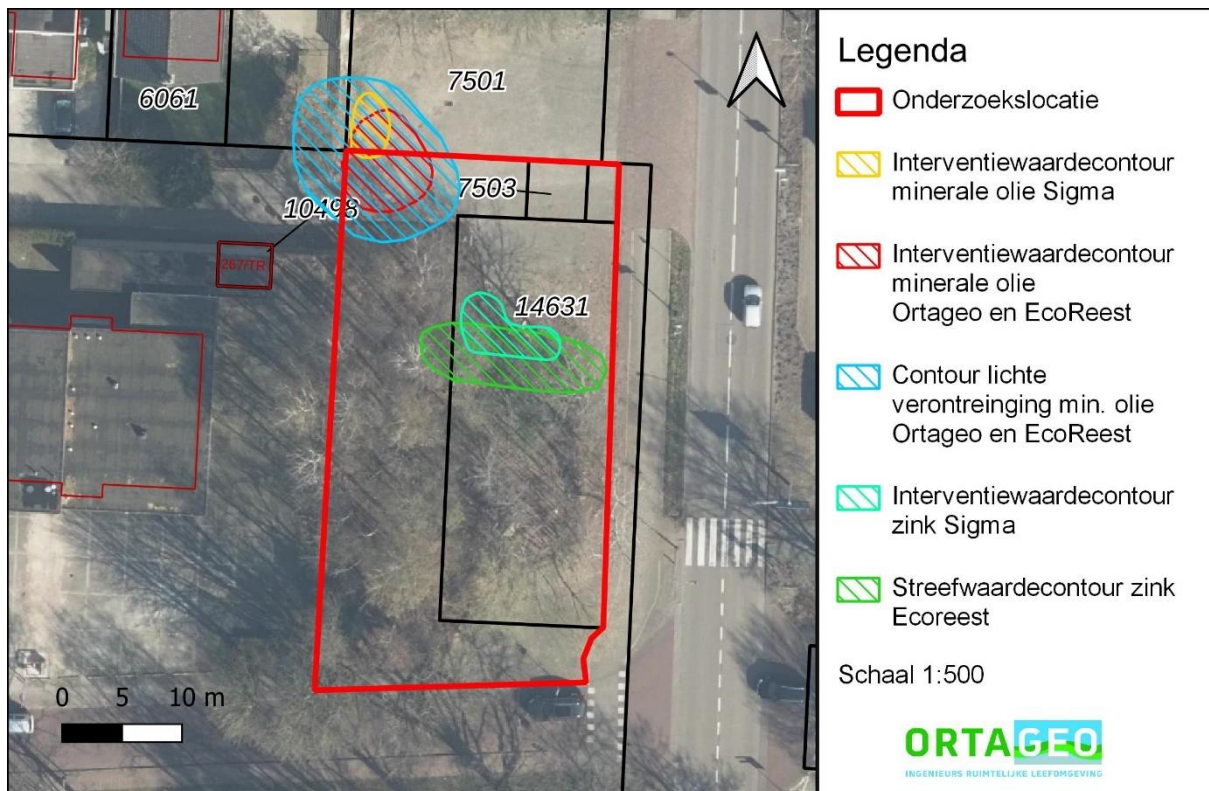 6061
7501
7503
10498
267/TR
14631
0 5 10 m
Legenda
Onderzoekslocatie
Interventiewaardecontour
minerale olie Sigma
Interventiewaardecontour
minerale olie
Ortageo en EcoReest
Contour lichte
verontreinging min. olie
Ortageo en EcoReest
Interventiewaardecontour
zink Sigma
Streefwaardecontour zink
Ecoreest
Schaal 1:500
ORTAGEO
INGENIEURS RUIMTELIJKE LEEFOMGEVING